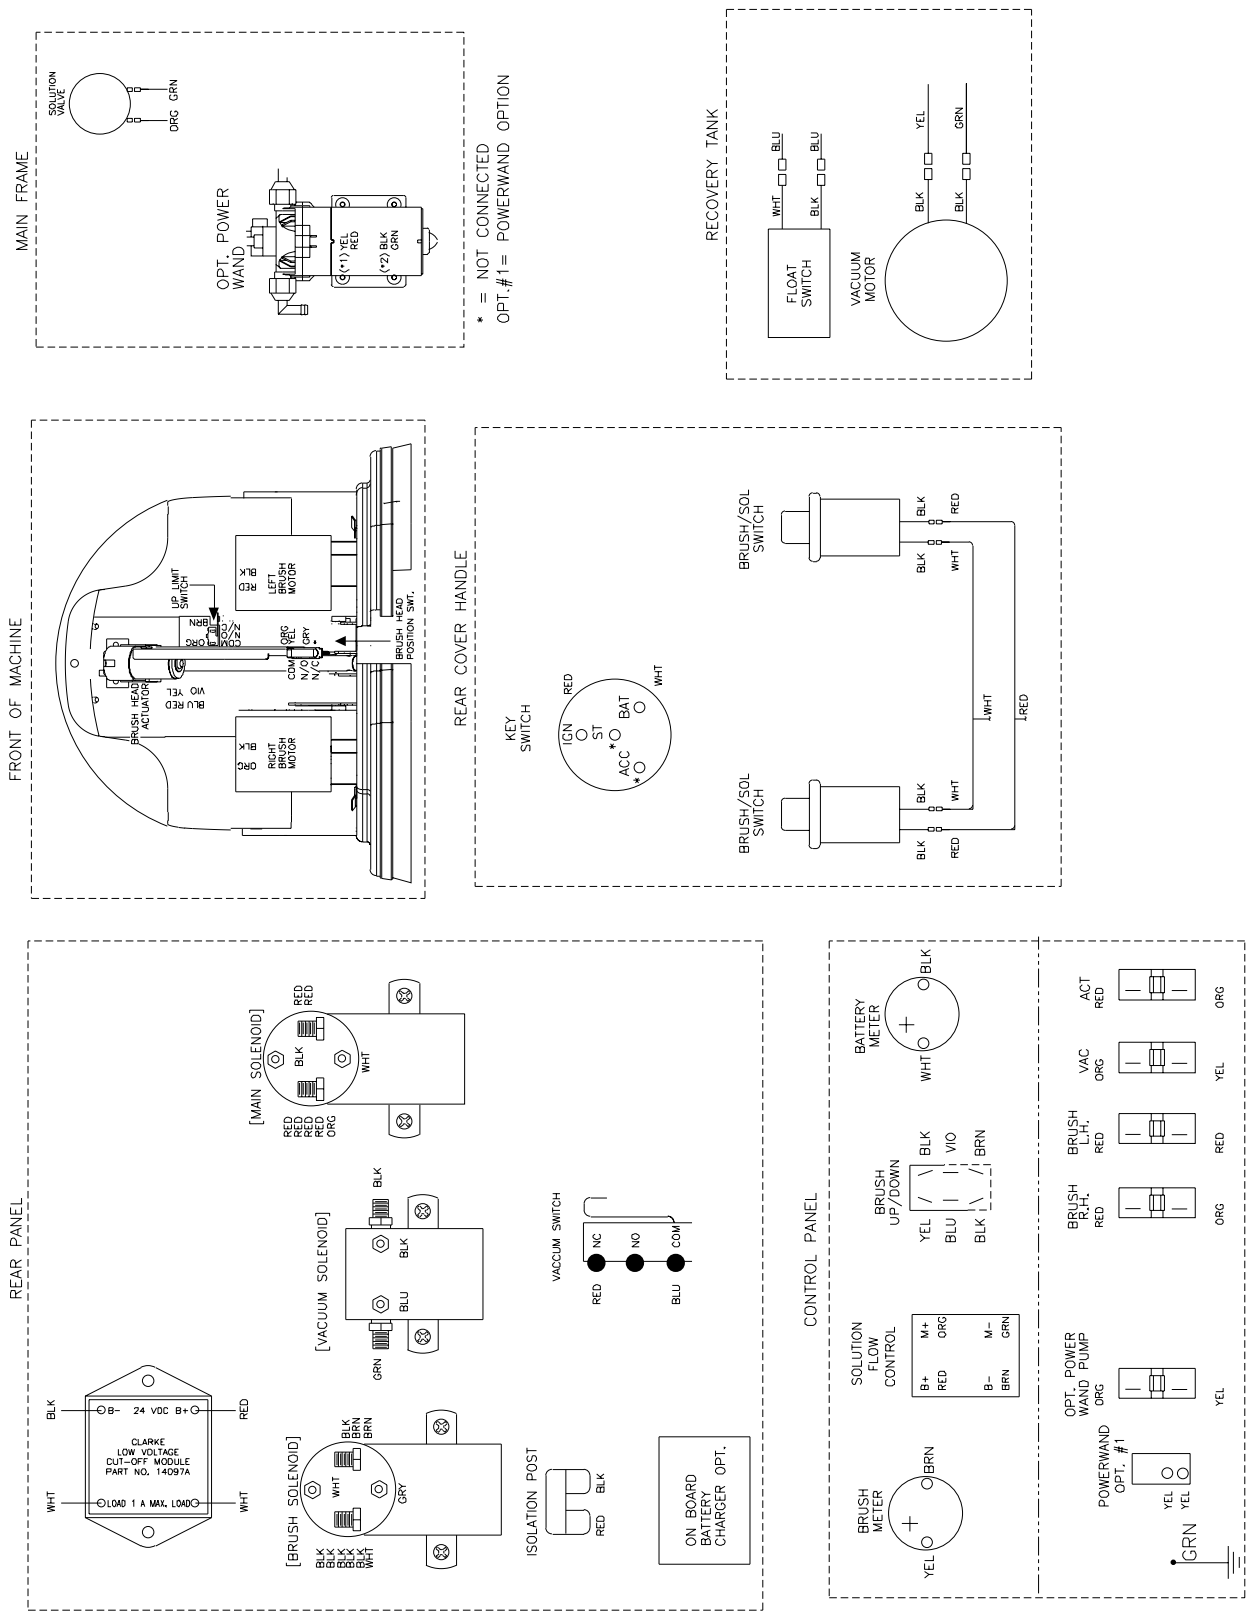 MAIN FRAME
SOLUTION
VALVE
ORG
GRN
OPT. POWER
WAND
(*1) YEL
RED
(*2) BLK
GRN
* = NOT CONNECTED
OPT.#1= POWERWAND OPTION
RECOVERY TANK
WHT
BLU
BLK
BLU
FLOAT
SWITCH
BLK
YEL
BLK
GRN
VACUUM
MOTOR
FRONT OF MACHINE
BRUSH HEAD
ACTUATOR
VIO YEL
BLU RED
UP LIMIT
SWITCH
BRN
ORG
COM
N/O
N/C
ORG
BLK
RIGHT
BRUSH
MOTOR
RED
BLK
LEFT
BRUSH
MOTOR
COM
ORG
N/O
YEL
N/C
GRY
*
BRUSH HEAD
POSITION SWT.
REAR COVER HANDLE
KEY
SWITCH
IGN
RED
ST
*
ACC
*
BAT
WHT
BRUSH/SOL
SWITCH
BLK
BLK
WHT
RED
BRUSH/SOL
SWITCH
BLK
BLK
RED
WHT
WHT
RED
REAR PANEL
WHT
BLK
B- 24 VDC B+
CLARKE
LOW VOLTAGE
CUT-OFF MODULE
PART NO. 14097A
LOAD 1 A MAX. LOAD
WHT
RED
[MAIN SOLENOID]
RED
RED
RED
RED
ORG
BLK
WHT
RED
RED
[VACUUM SOLENOID]
GRN
BLU
BLK
BLK
[BRUSH SOLENOID]
BLK
BLK
BLK
BLK
BLK
WHT
WHT
GRY
BLK
BRN
BRN
VACCUM SWITCH
RED
NC
NO
BLU
COM
ISOLATION POST
RED
BLK
ON BOARD
BATTERY
CHARGER OPT.
CONTROL PANEL
BRUSH
METER
YEL
BRN
SOLUTION
FLOW
CONTROL
B+
RED
M+
ORG
B-
BRN
M-
GRN
BRUSH
UP/DOWN
YEL
BLK
BLU
VIO
BLK
BRN
BATTERY
METER
WHT
BLK
POWERWAND
OPT. #1
YEL
YEL
GRN
OPT. POWER
WAND PUMP
ORG
YEL
BRUSH
R.H.
RED
ORG
BRUSH
L.H.
RED
RED
VAC
ORG
YEL
ACT
RED
ORG